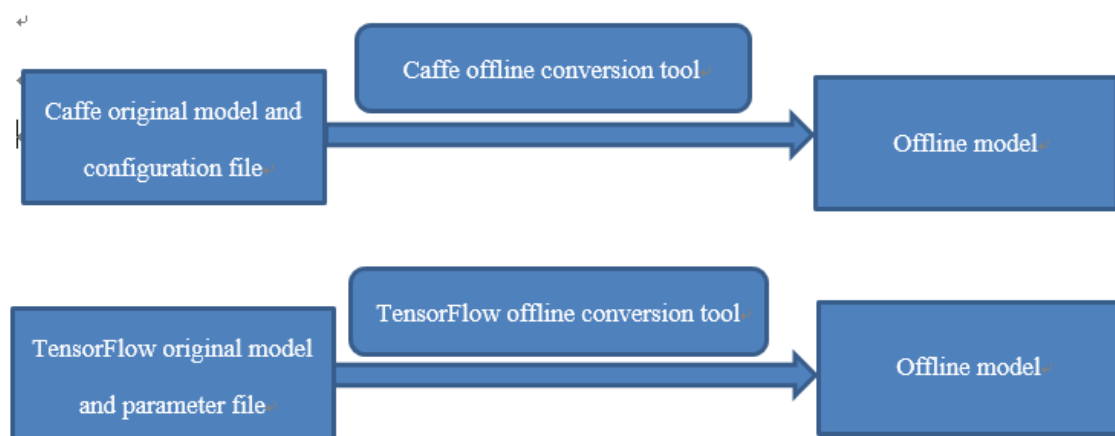 Caffe offline conversion tool
Caffe original model and
configuration file
Offline model
TensorFlow offline conversion tool
TensorFlow original model
and parameter file
Offline model